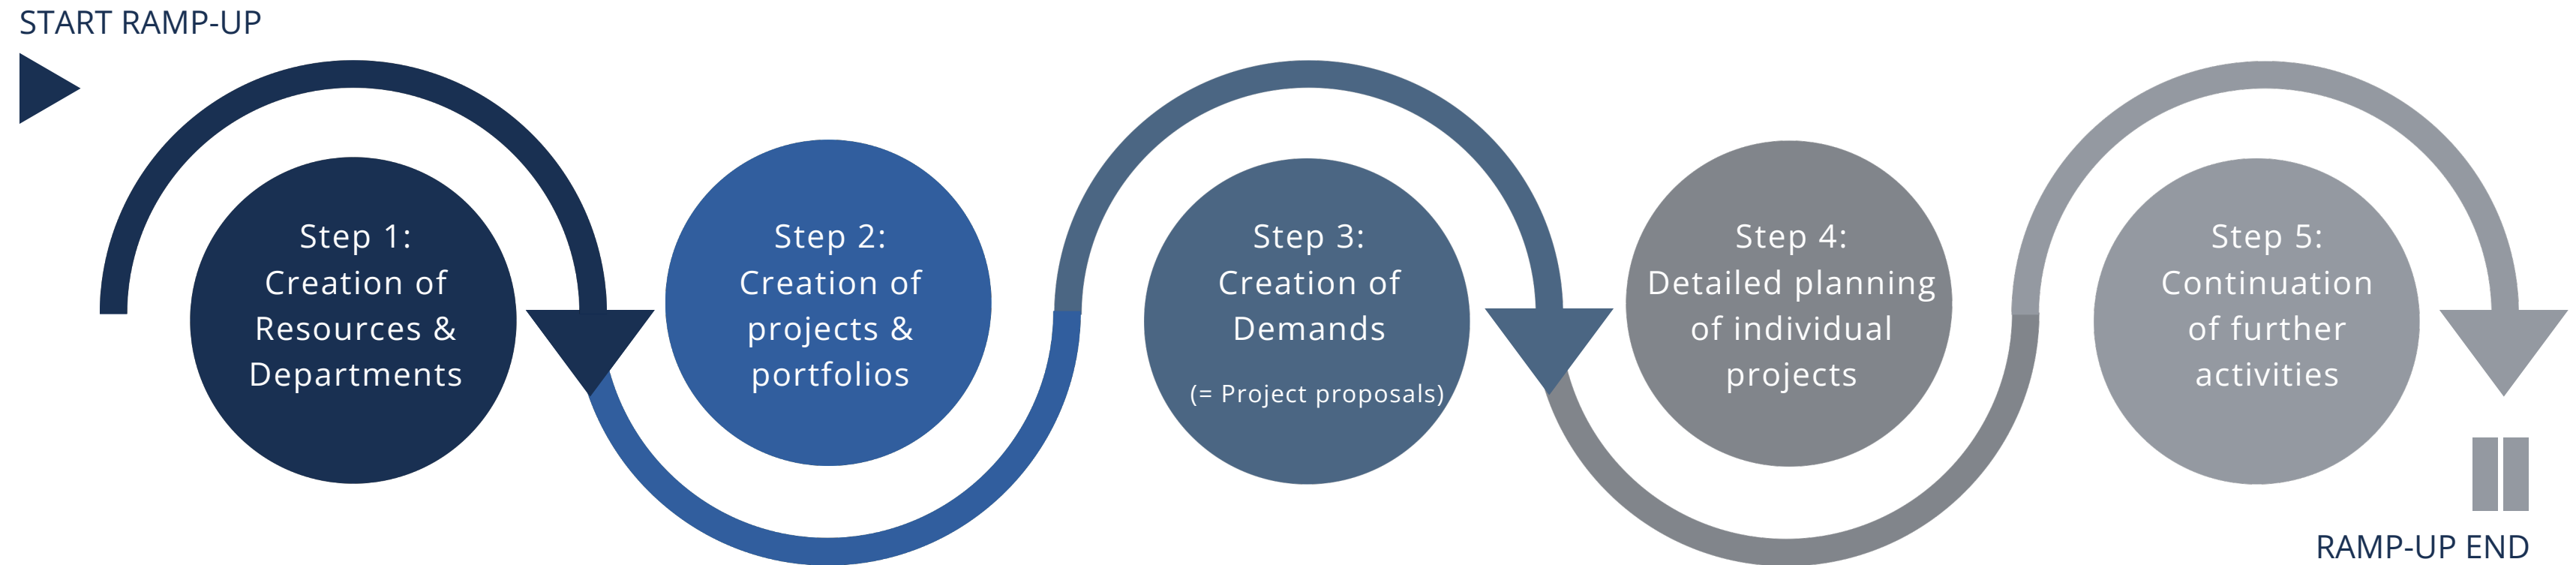 START RAMP-UP
Step 1:
Creation of
Resources &
Departments
Step 2:
Creation of
projects &
portfolios
Step 3:
Creation of
Demands
(= Project proposals)
Step 4:
Detailed planning
of individual
projects
Step 5:
Continuation
of further
activities
RAMP-UP END